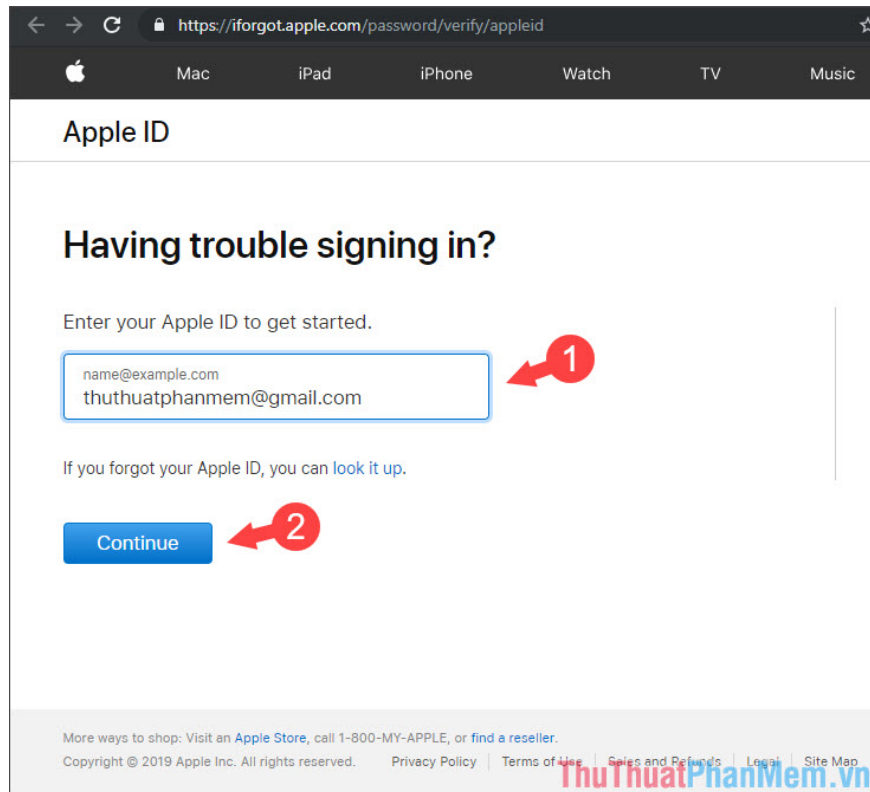 https://iforgot.apple.com/password/verify/appleid
Mac iPad iPhone Watch TV Music
Apple ID
Having trouble signing in?
Enter your Apple ID to get started.
name@example.com
thuthuatphanmem@gmail.com
1
If you forgot your Apple ID, you can look it up.
Continue
2
More ways to shop: Visit an Apple Store, call 1-800-MY-APPLE, or find a reseller.
Copyright © 2019 Apple Inc. All rights reserved. Privacy Policy Terms of Use Sales and Refunds Legal Site Map
ThuThuatPhanMem.vn